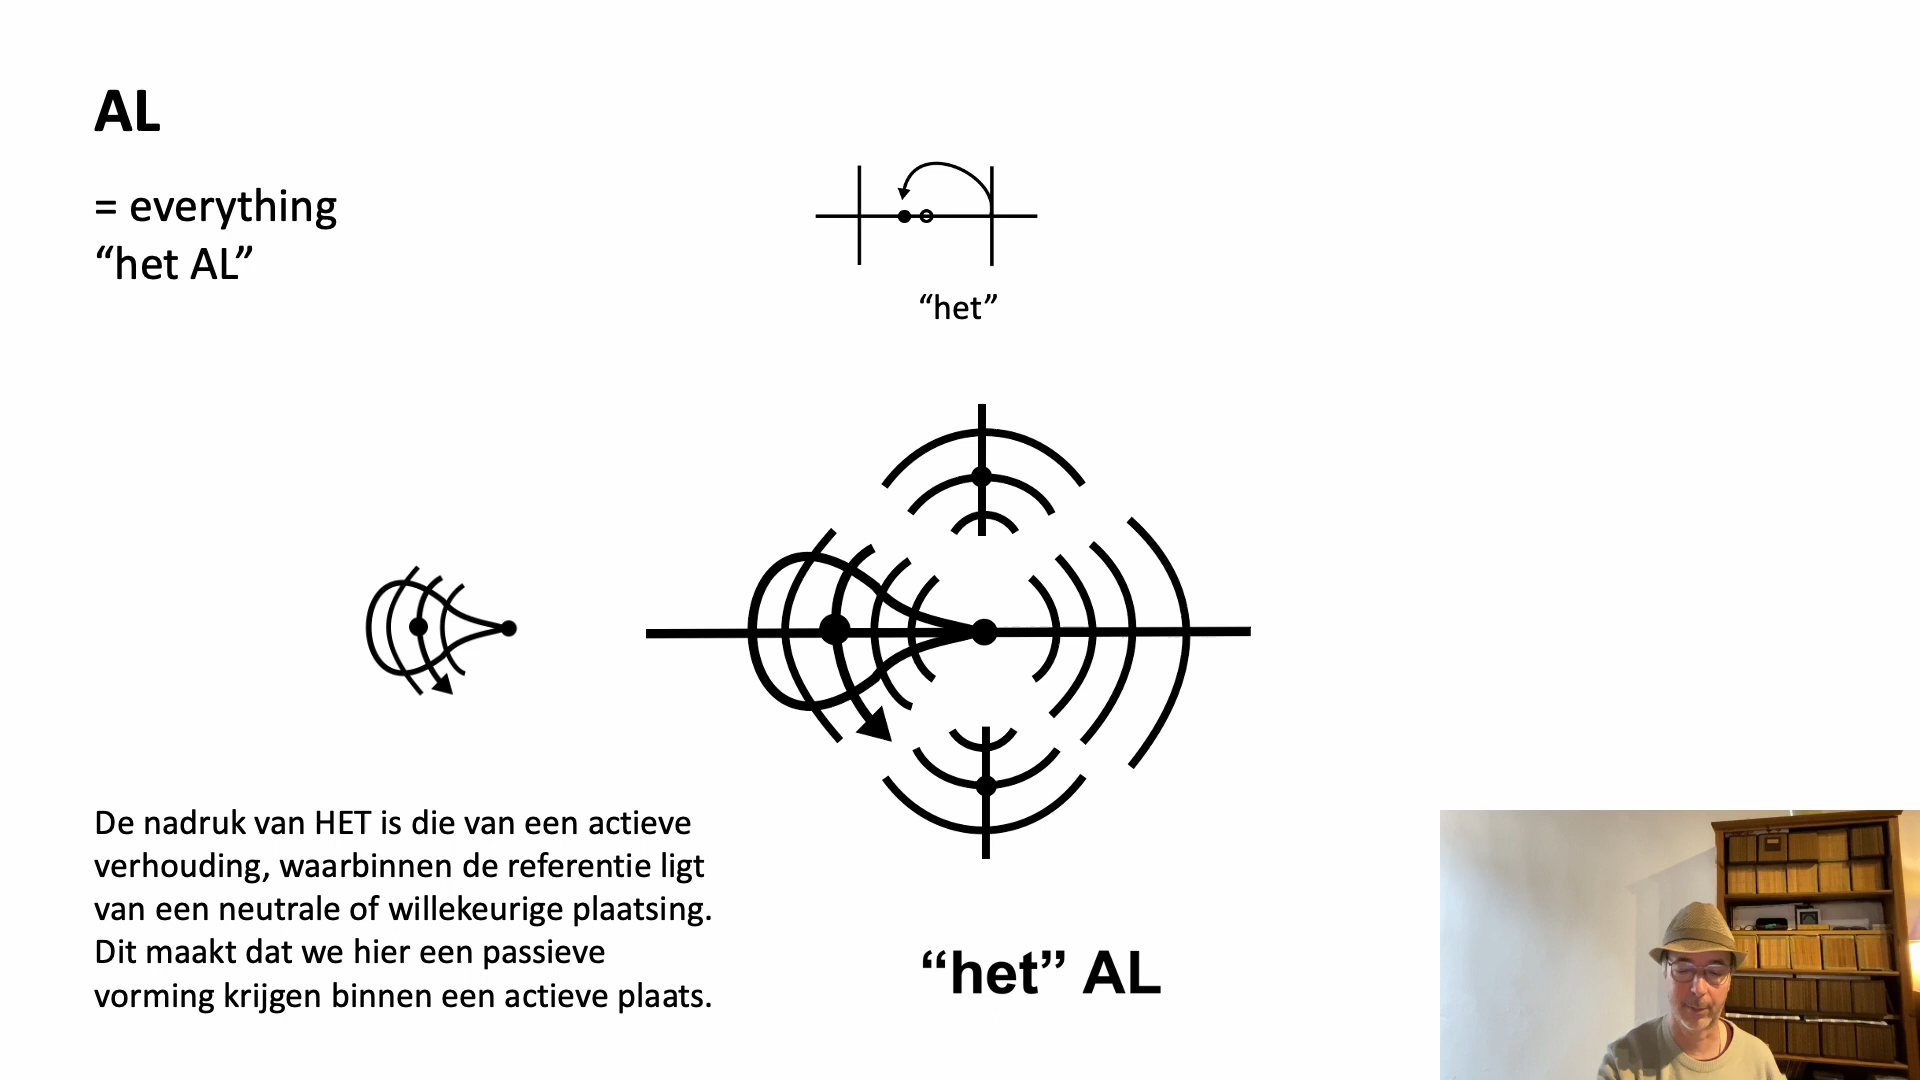 AL
= everything
“het AL”
“het”
De nadruk van HET is die van een actieve
verhouding, waarbinnen de referentie ligt
van een neutrale of willekeurige plaatsing.
Dit maakt dat we hier een passieve
vorming krijgen binnen een actieve plaats.
“het” AL